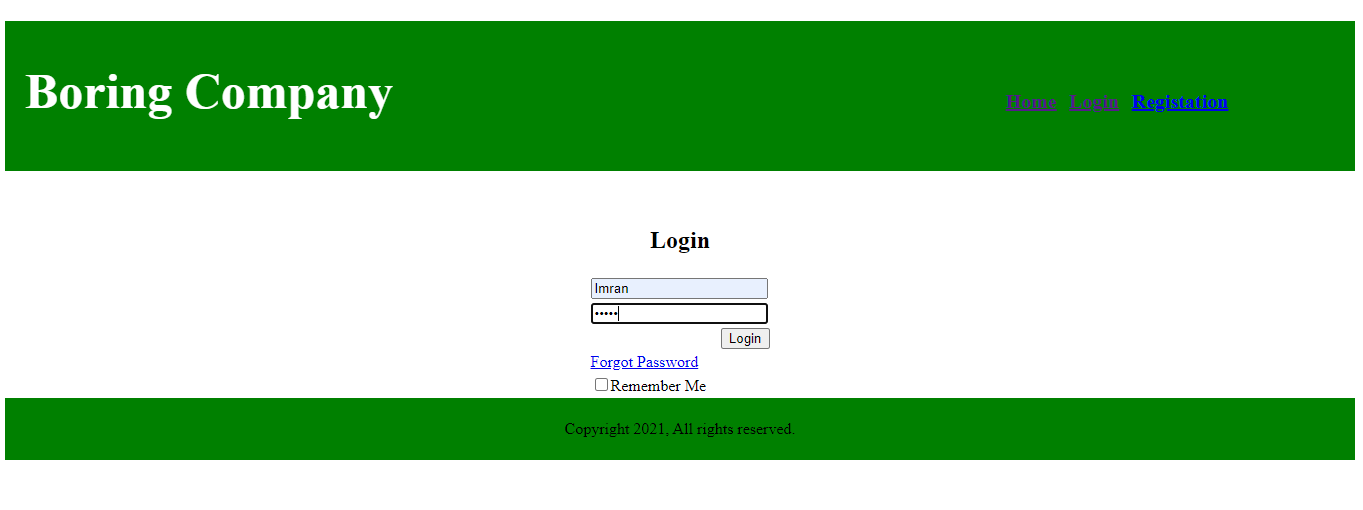 Boring Company
Home Login Registation
Login
Imran
•••••
Login
Forgot Password
Remember Me
Copyright 2021, All rights reserved.